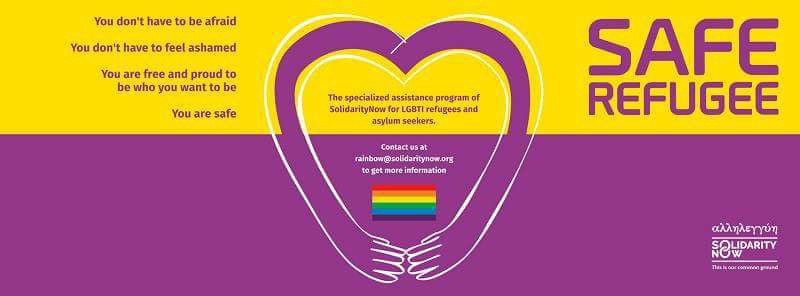 You don't have to be afraid
You don't have to feel ashamed
You are free and proud to
be who you want to be
You are safe
The specialized assistance program of
SolidarityNow for LGBTI refugees and
asylum seekers.
Contact us at
rainbow@solidaritynow.org
to get more information
SAFE
REFUGEE
αλληλεγγύη
SOLIDARITY
NOW
This is our common ground